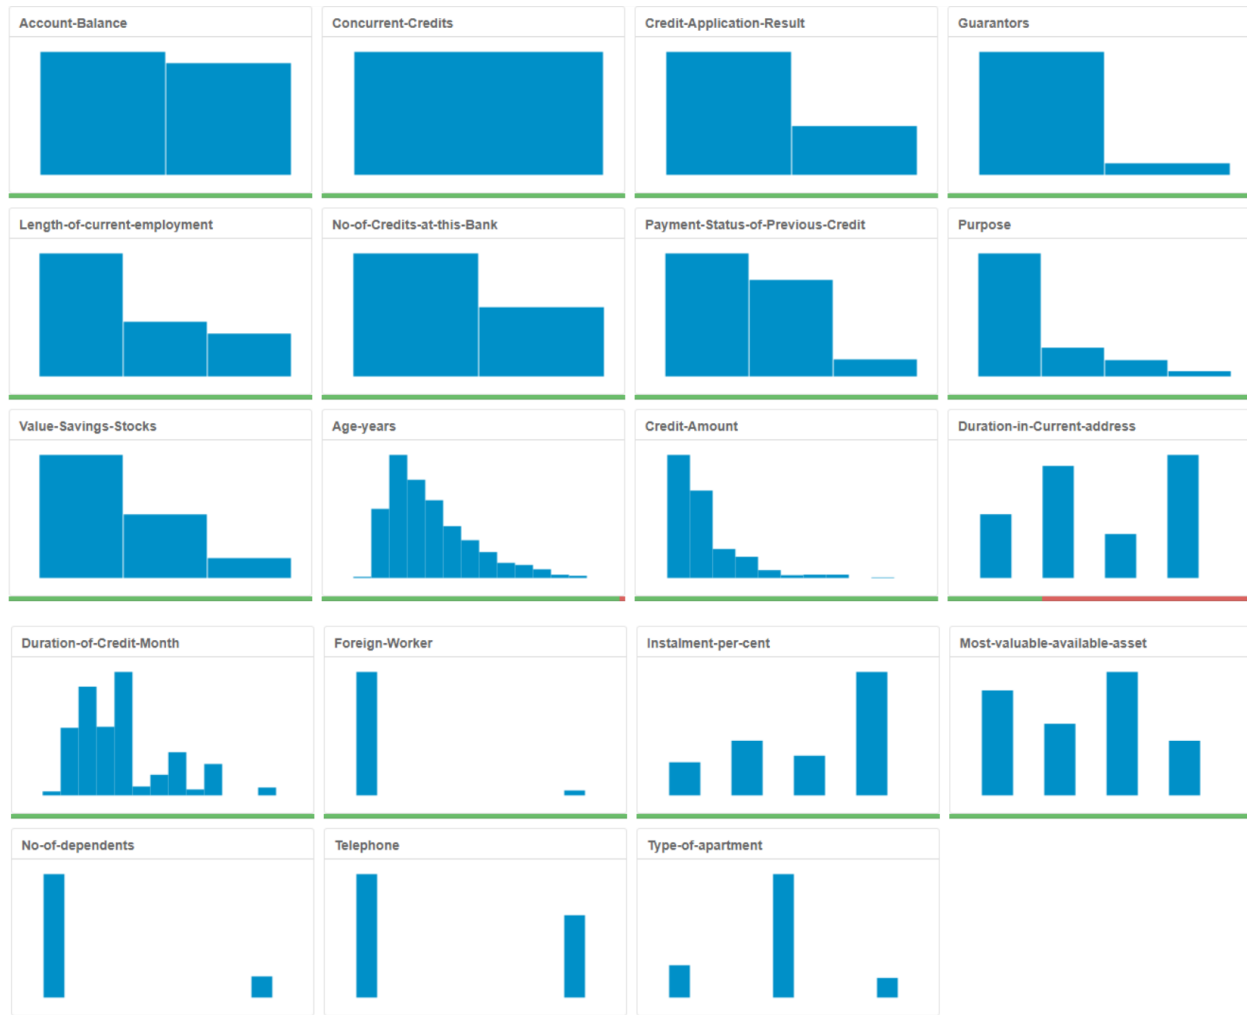 Account-Balance
Concurrent-Credits
Credit-Application-Result
Guarantors
Length-of-current-employment
No-of-Credits-at-this-Bank
Payment-Status-of-Previous-Credit
Purpose
Value-Savings-Stocks
Age-years
Credit-Amount
Duration-in-Current-address
Duration-of-Credit-Month
Foreign-Worker
Instalment-per-cent
Most-valuable-available-asset
No-of-dependents
Telephone
Type-of-apartment